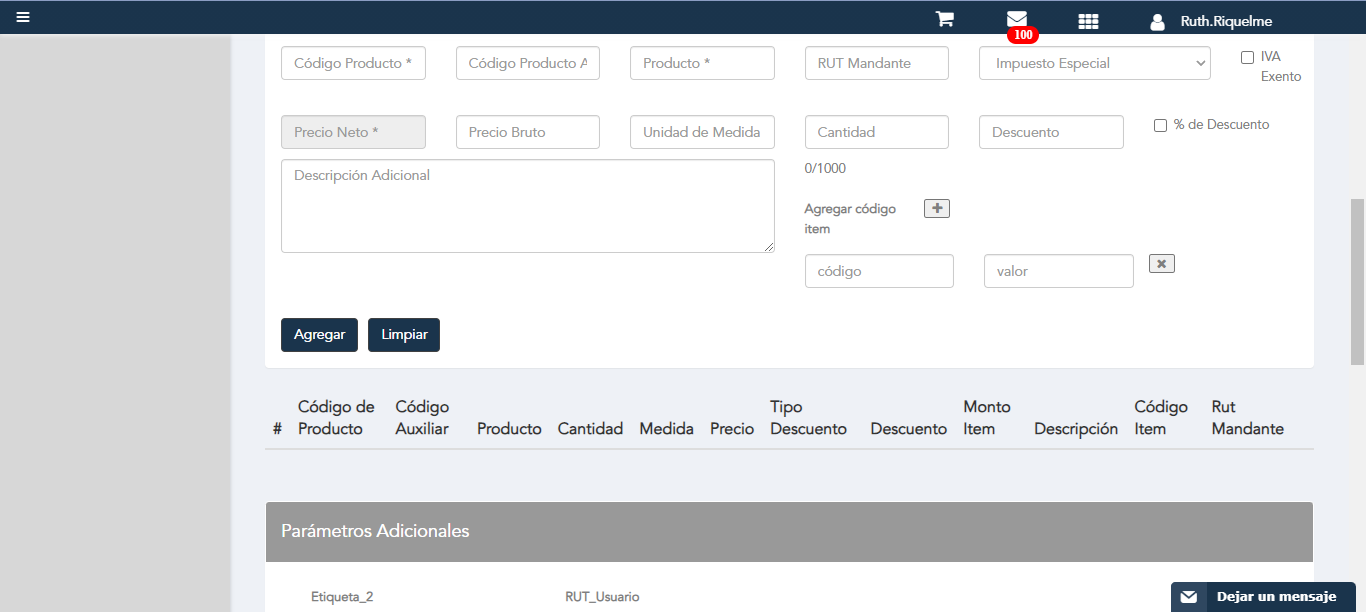 Ruth.Riquelme
100
Código Producto * Código Producto A Producto * RUT Mandante Impuesto Especial IVA
Exento
Precio Neto * Precio Bruto Unidad de Medida Cantidad Descuento % de Descuento
Descripción Adicional 0/1000
Agregar código
item
código valor
Agregar Limpiar
# Código de Producto Código Auxiliar Producto Cantidad Medida Precio Tipo Descuento Descuento Monto Item Descripción Código Item Rut Mandante
Parámetros Adicionales
Etiqueta_2 RUT_Usuario
Dejar un mensaje